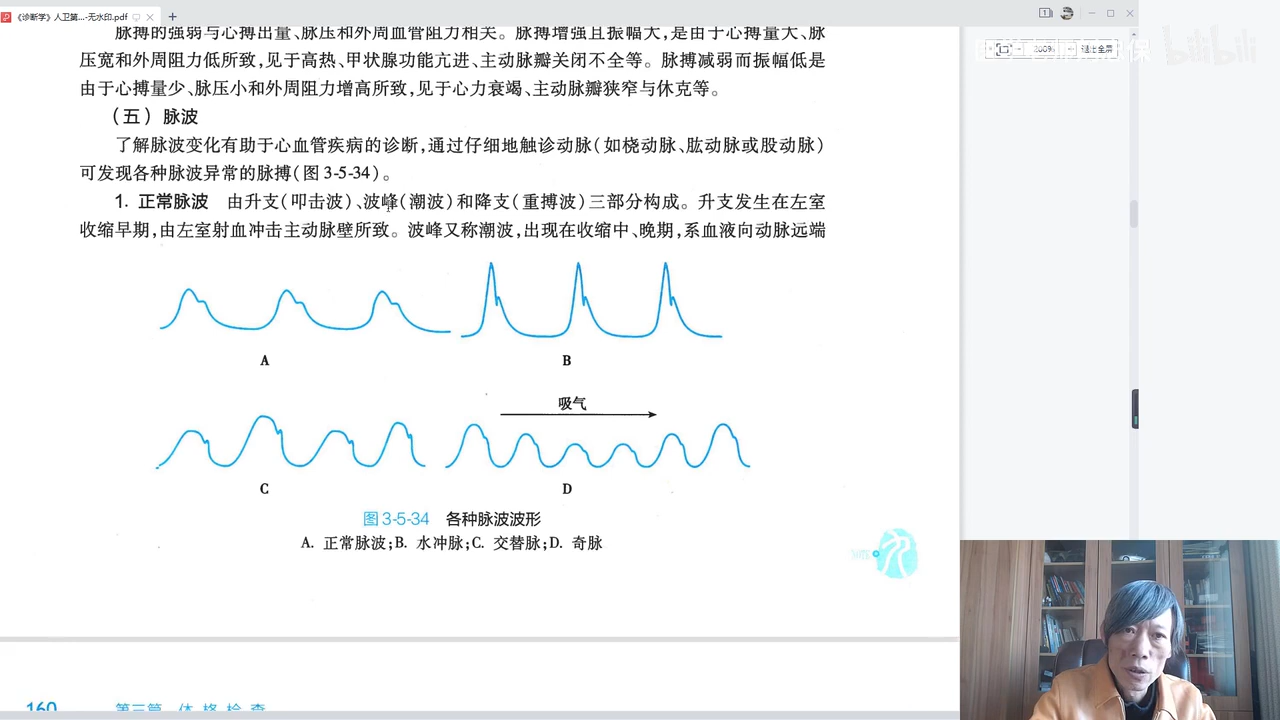 《诊断学》人卫第...-无水印.pdf
脉搏的强弱与心搏出量、脉压和外周血管阻力相关。脉搏增强且振幅大,是由于心搏量大、脉
压宽和外周阻力低所致,见于高热、甲状腺功能亢进、主动脉瓣关闭不全等。脉搏减弱而振幅低是
由于心搏量少、脉压小和外周阻力增高所致,见于心力衰竭、主动脉瓣狭窄与休克等。
(五)脉波
了解脉波变化有助于心血管疾病的诊断,通过仔细地触诊动脉(如桡动脉、肱动脉或股动脉)
可发现各种脉波异常的脉搏(图 3-5-34)。
1. 正常脉波 由升支(叩击波)、波峰(潮波)和降支(重搏波)三部分构成。升支发生在左室
收缩早期,由左室射血冲击主动脉壁所致。波峰又称潮波,出现在收缩中、晚期,系血液向动脉远端
A
B
吸气
C
D
图 3-5-34 各种脉波波形
A. 正常脉波;B. 水冲脉;C. 交替脉;D. 奇脉
160 第三篇 体格检查
200%
退出全屏
bilibili